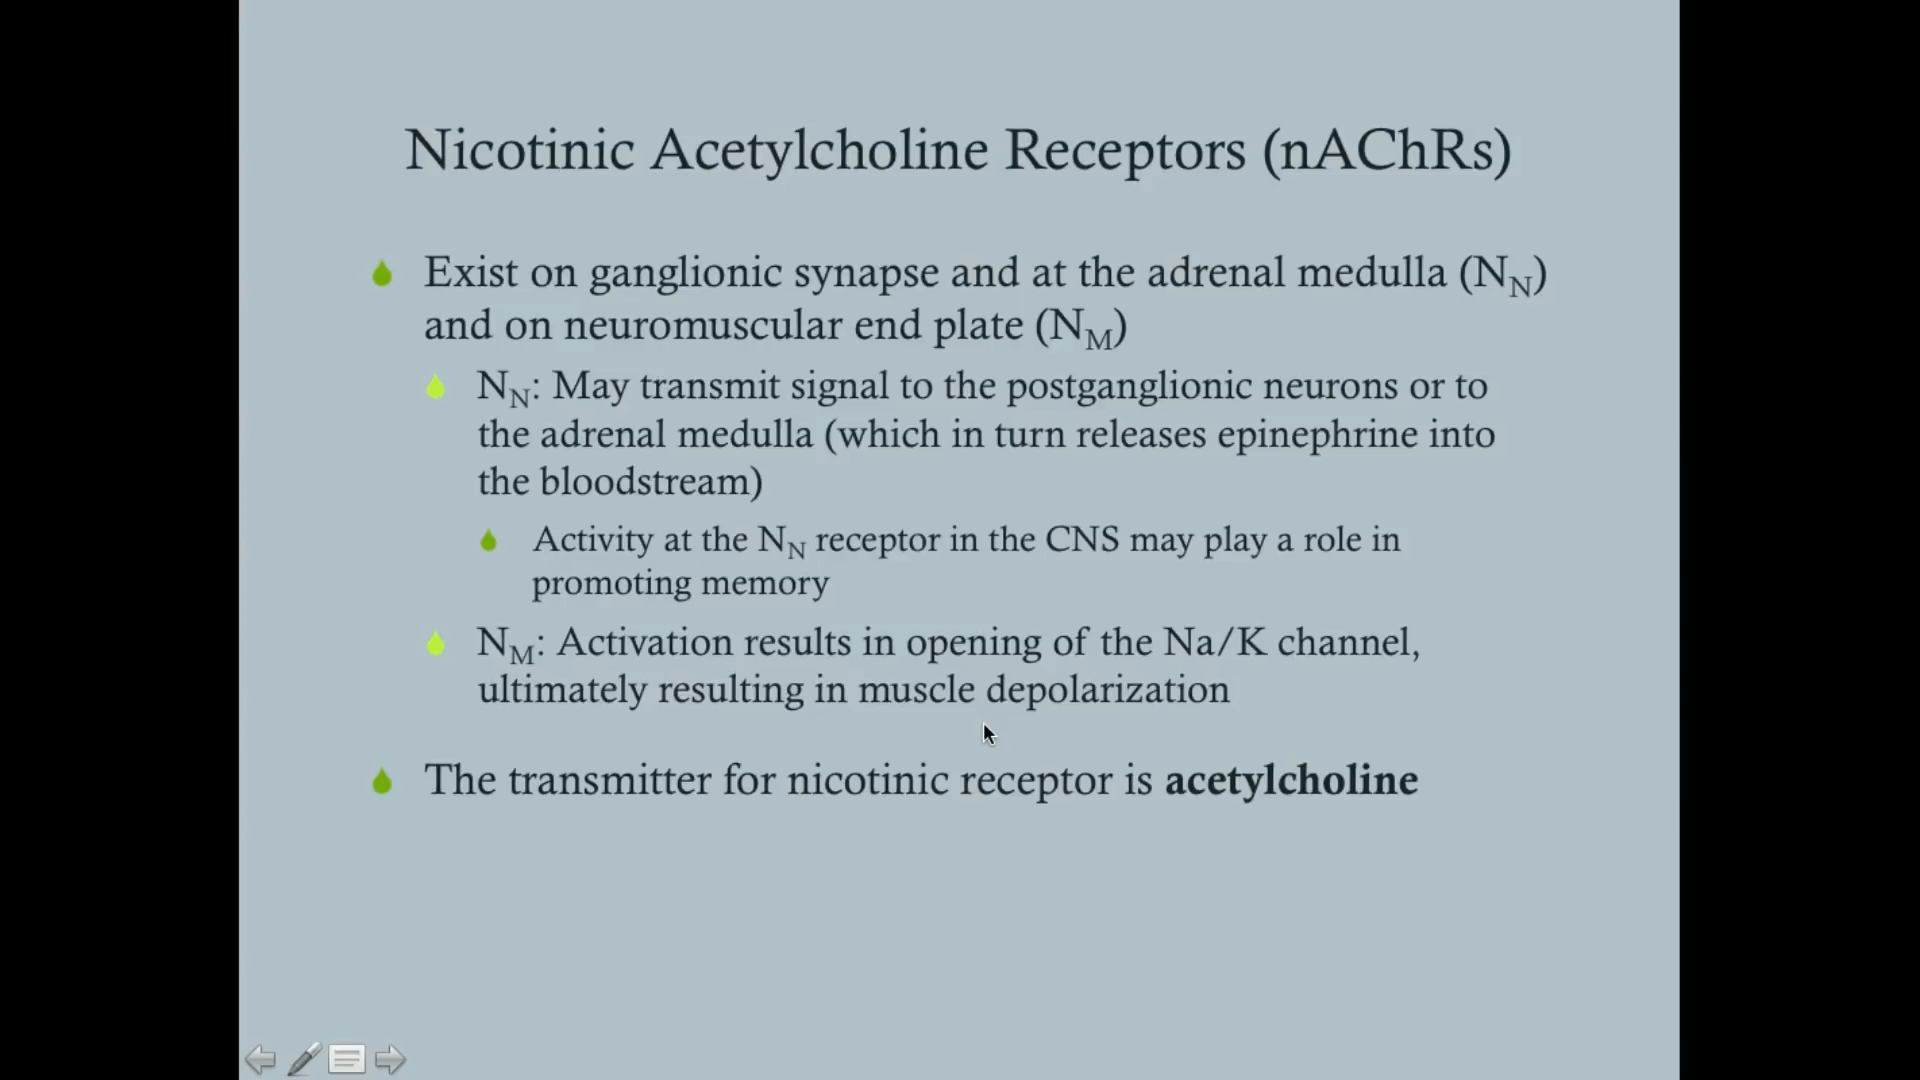 Nicotinic Acetylcholine Receptors (nAChRs)
Exist on ganglionic synapse and at the adrenal medulla (NN)
and on neuromuscular end plate (NM)
NN: May transmit signal to the postganglionic neurons or to
the adrenal medulla (which in turn releases epinephrine into
the bloodstream)
Activity at the NN receptor in the CNS may play a role in
promoting memory
NM: Activation results in opening of the Na/K channel,
ultimately resulting in muscle depolarization
The transmitter for nicotinic receptor is acetylcholine